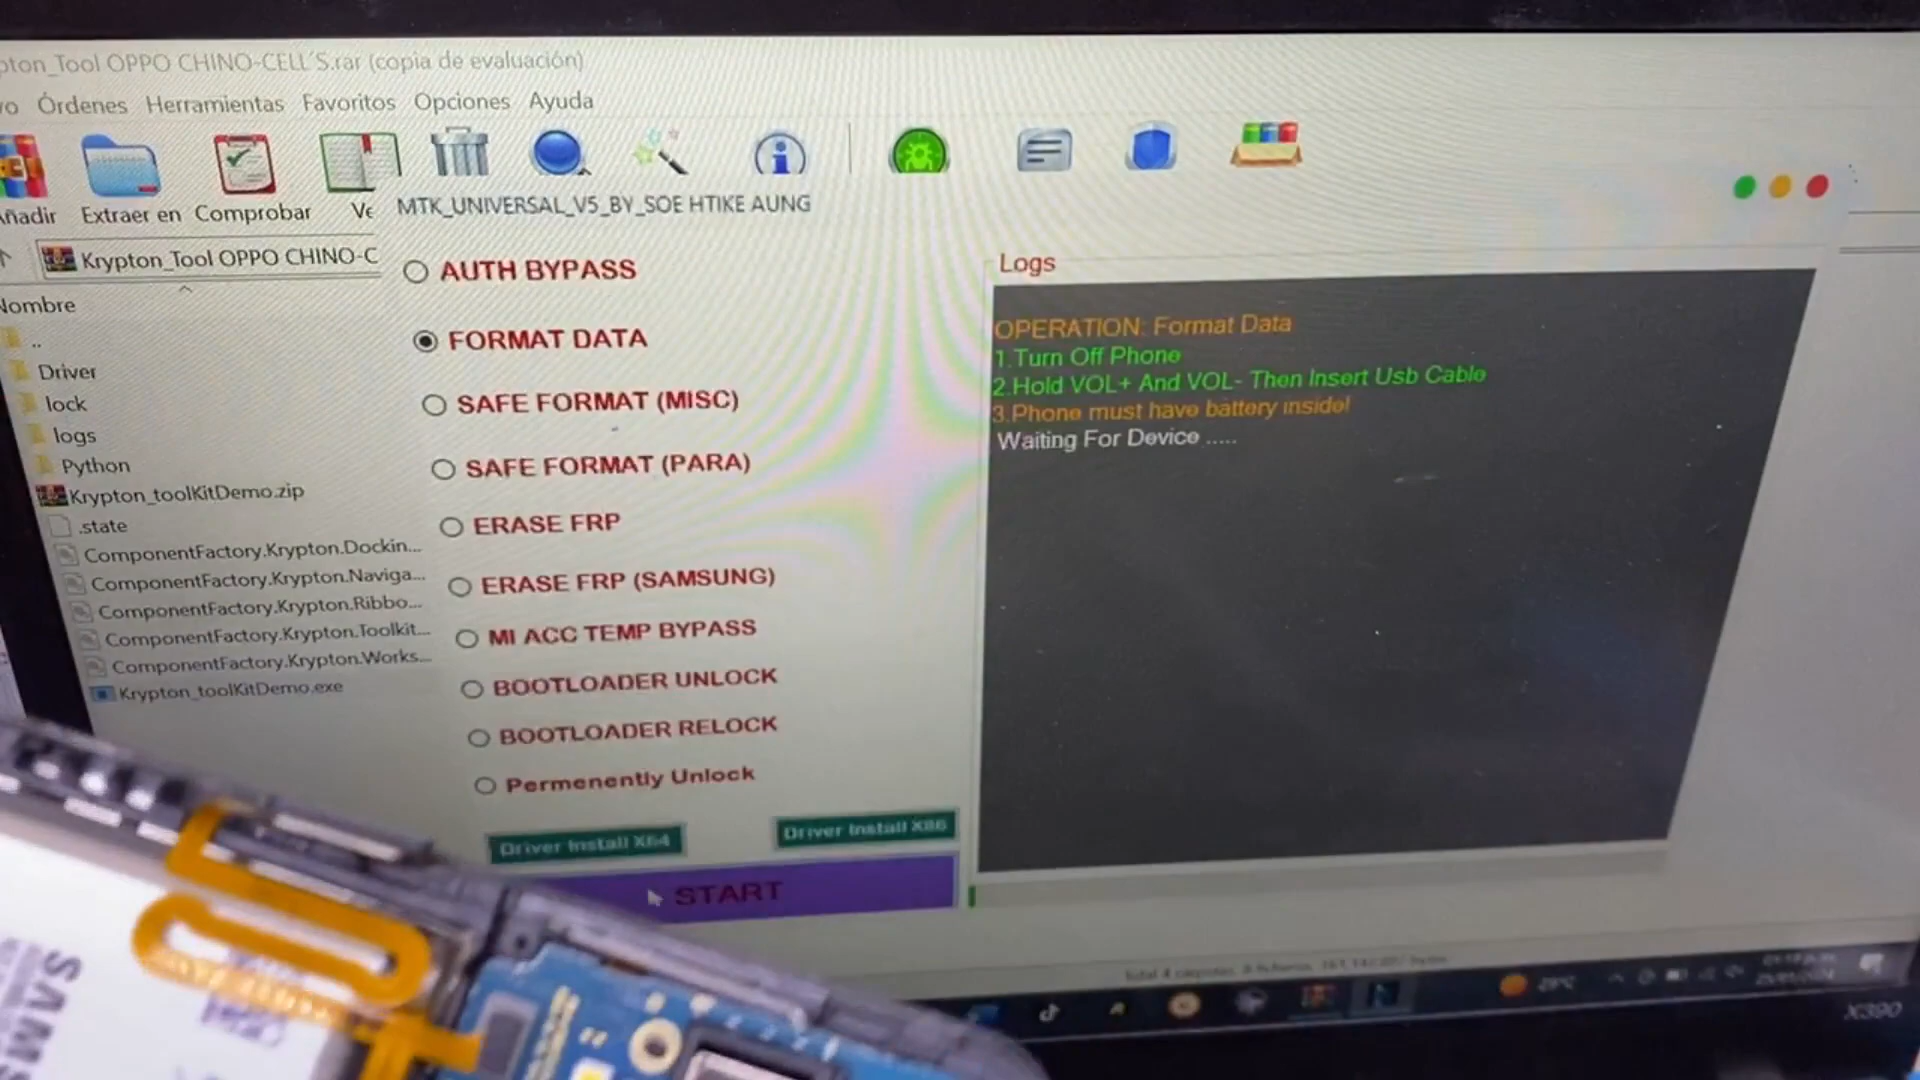 pton_Tool OPPO CHINO-CELL´S.rar (copia de evaluación)
vo Órdenes Herramientas Favoritos Opciones Ayuda
Añadir Extraer en Comprobar Ve
MTK_UNIVERSAL_V5_BY_SOE HTIKE AUNG
Krypton_Tool OPPO CHINO-C
Nombre
..
Driver
lock
logs
Python
Krypton_toolKitDemo.zip
.state
ComponentFactory.Krypton.Dockin...
ComponentFactory.Krypton.Naviga...
ComponentFactory.Krypton.Ribbo...
ComponentFactory.Krypton.Toolkit...
ComponentFactory.Krypton.Works...
Krypton_toolKitDemo.exe
AUTH BYPASS
FORMAT DATA
SAFE FORMAT (MISC)
SAFE FORMAT (PARA)
ERASE FRP
ERASE FRP (SAMSUNG)
MI ACC TEMP BYPASS
BOOTLOADER UNLOCK
BOOTLOADER RELOCK
Permenently Unlock
Driver Install X64
Driver Install X86
START
Logs
OPERATION: Format Data
1.Turn Off Phone
2.Hold VOL+ And VOL- Then Insert Usb Cable
3.Phone must have battery inside!
Waiting For Device .....
X390
SAMS